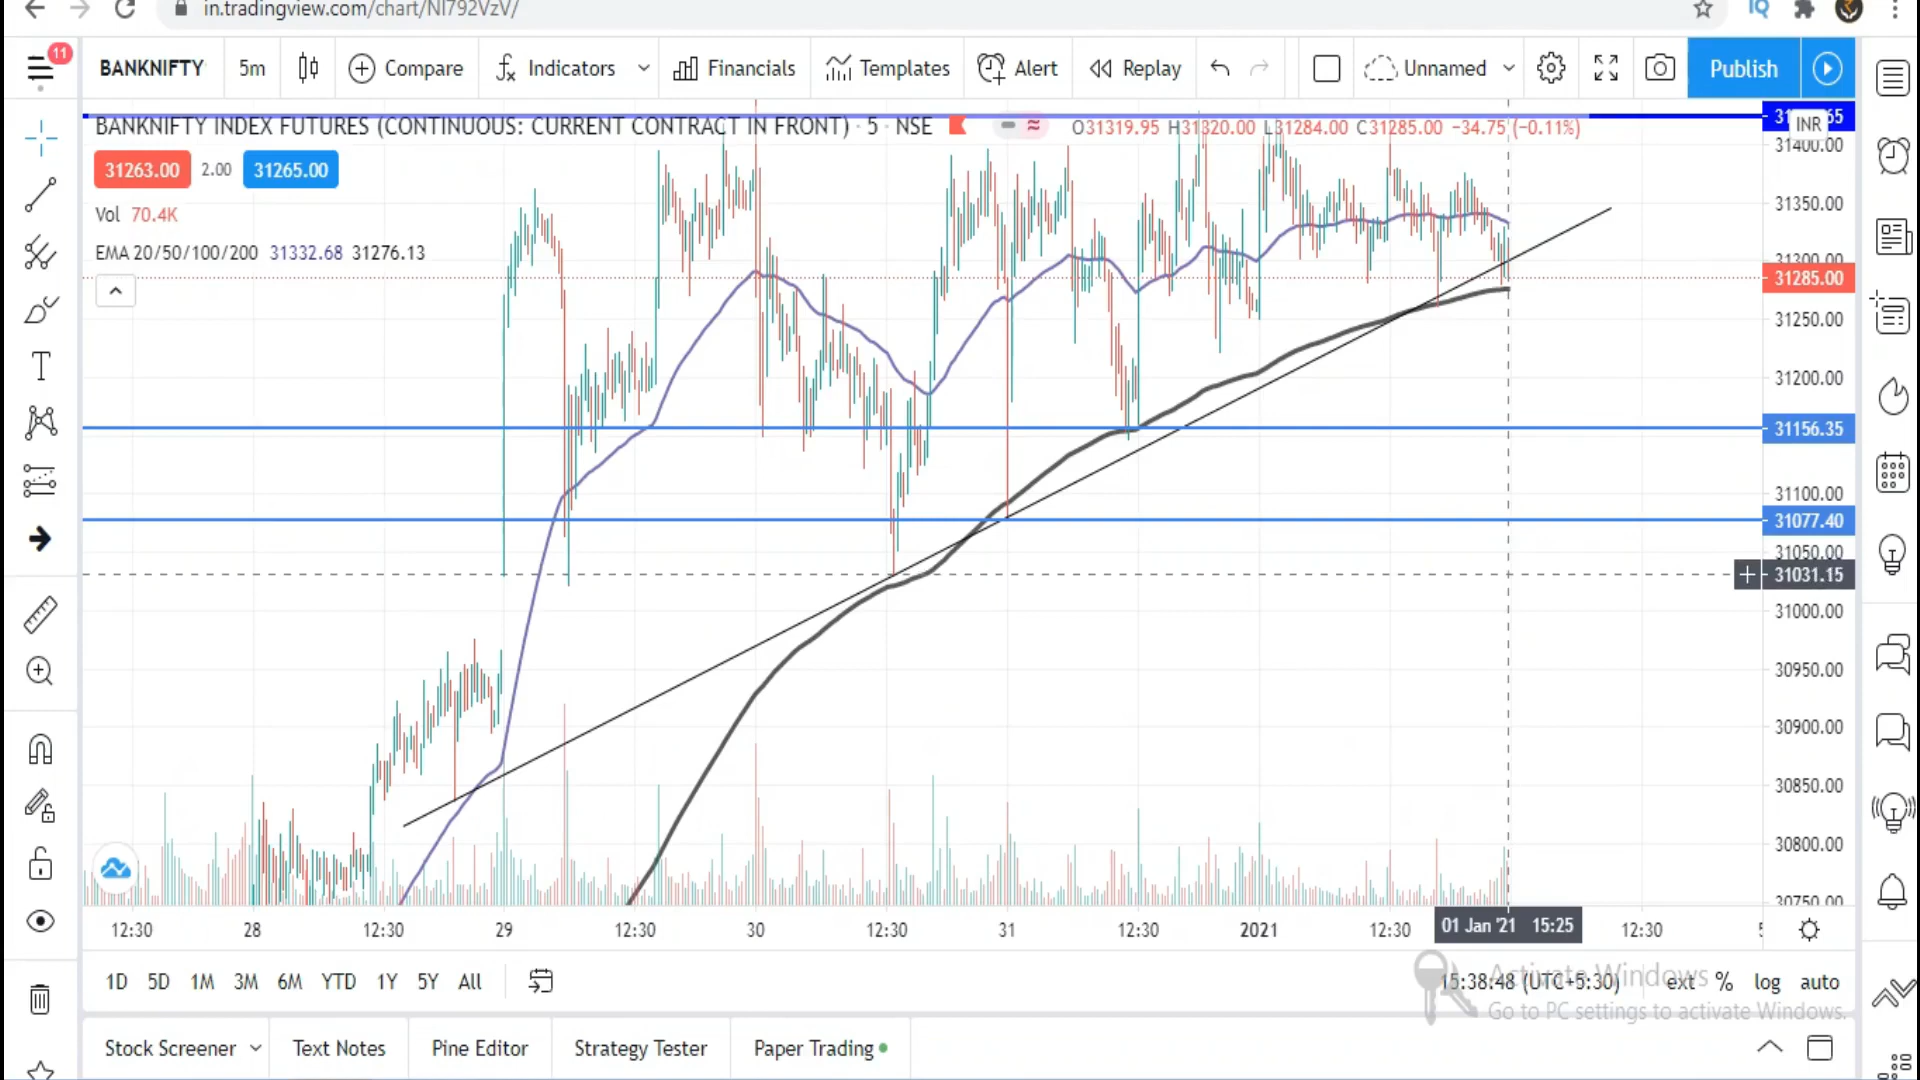 in.tradingview.com/chart/NI792VzV/
IQ
11
BANKNIFTY 5m Compare Indicators Financials Templates Alert Replay Unnamed Publish
BANKNIFTY INDEX FUTURES (CONTINUOUS: CURRENT CONTRACT IN FRONT) · 5 · NSE O31319.95 H31320.00 L31284.00 C31285.00 −34.75 (−0.11%)
INR
31263.00 2.00 31265.00
Vol 70.4K
EMA 20/50/100/200 31332.68 31276.13
31400.00
31350.00
31300.00
31285.00
31250.00
31200.00
31156.35
31100.00
31077.40
31050.00
31031.15
31000.00
30950.00
30900.00
30850.00
30800.00
30750.00
12:30 28 12:30 29 12:30 30 12:30 31 12:30 2021 12:30 01 Jan '21 15:25 12:30
1D 5D 1M 3M 6M YTD 1Y 5Y All 15:38:48 (UTC+5:30) ext % log auto
Activate Windows
Go to PC settings to activate Windows.
Stock Screener Text Notes Pine Editor Strategy Tester Paper Trading